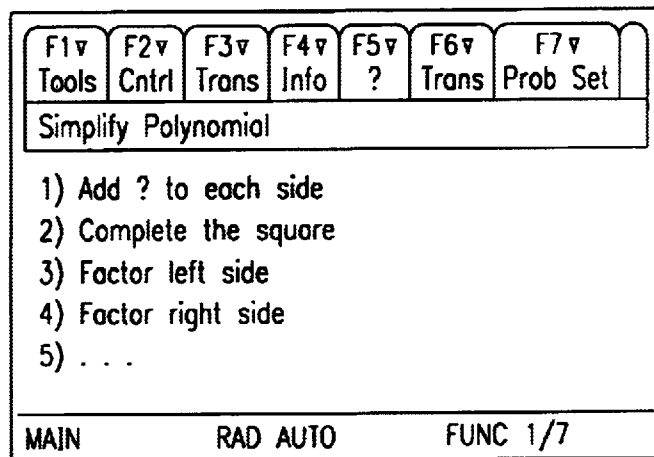 F1▿ F2▿ F3▿ F4▿ F5▿ F6▿ F7▿
Tools Cntrl Trans Info ? Trans Prob Set
Simplify Polynomial
1) Add ? to each side
2) Complete the square
3) Factor left side
4) Factor right side
5) . . .
MAIN RAD AUTO FUNC 1/7